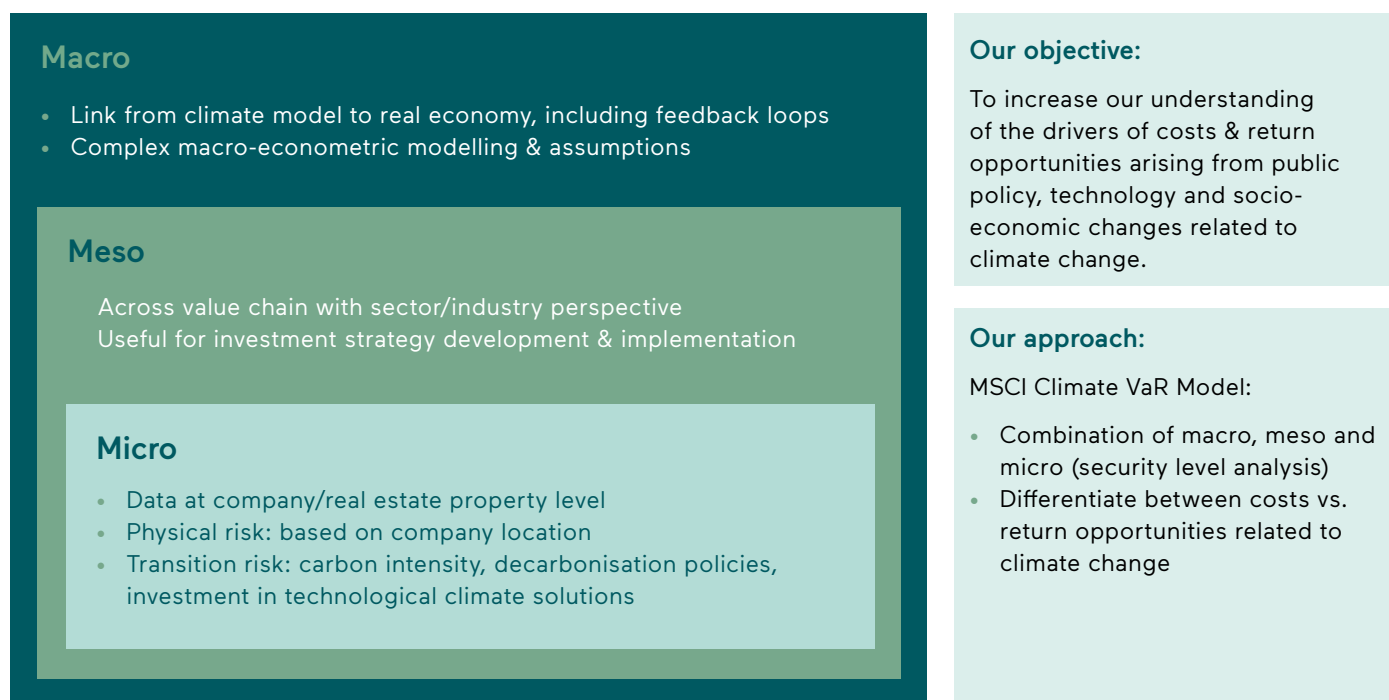 Macro
• Link from climate model to real economy, including feedback loops
• Complex macro-econometric modelling & assumptions
Meso
Across value chain with sector/industry perspective
Useful for investment strategy development & implementation
Micro
• Data at company/real estate property level
• Physical risk: based on company location
• Transition risk: carbon intensity, decarbonisation policies,
investment in technological climate solutions
Our objective:
To increase our understanding
of the drivers of costs & return
opportunities arising from public
policy, technology and socio-
economic changes related to
climate change.
Our approach:
MSCI Climate VaR Model:
• Combination of macro, meso and
micro (security level analysis)
• Differentiate between costs vs.
return opportunities related to
climate change